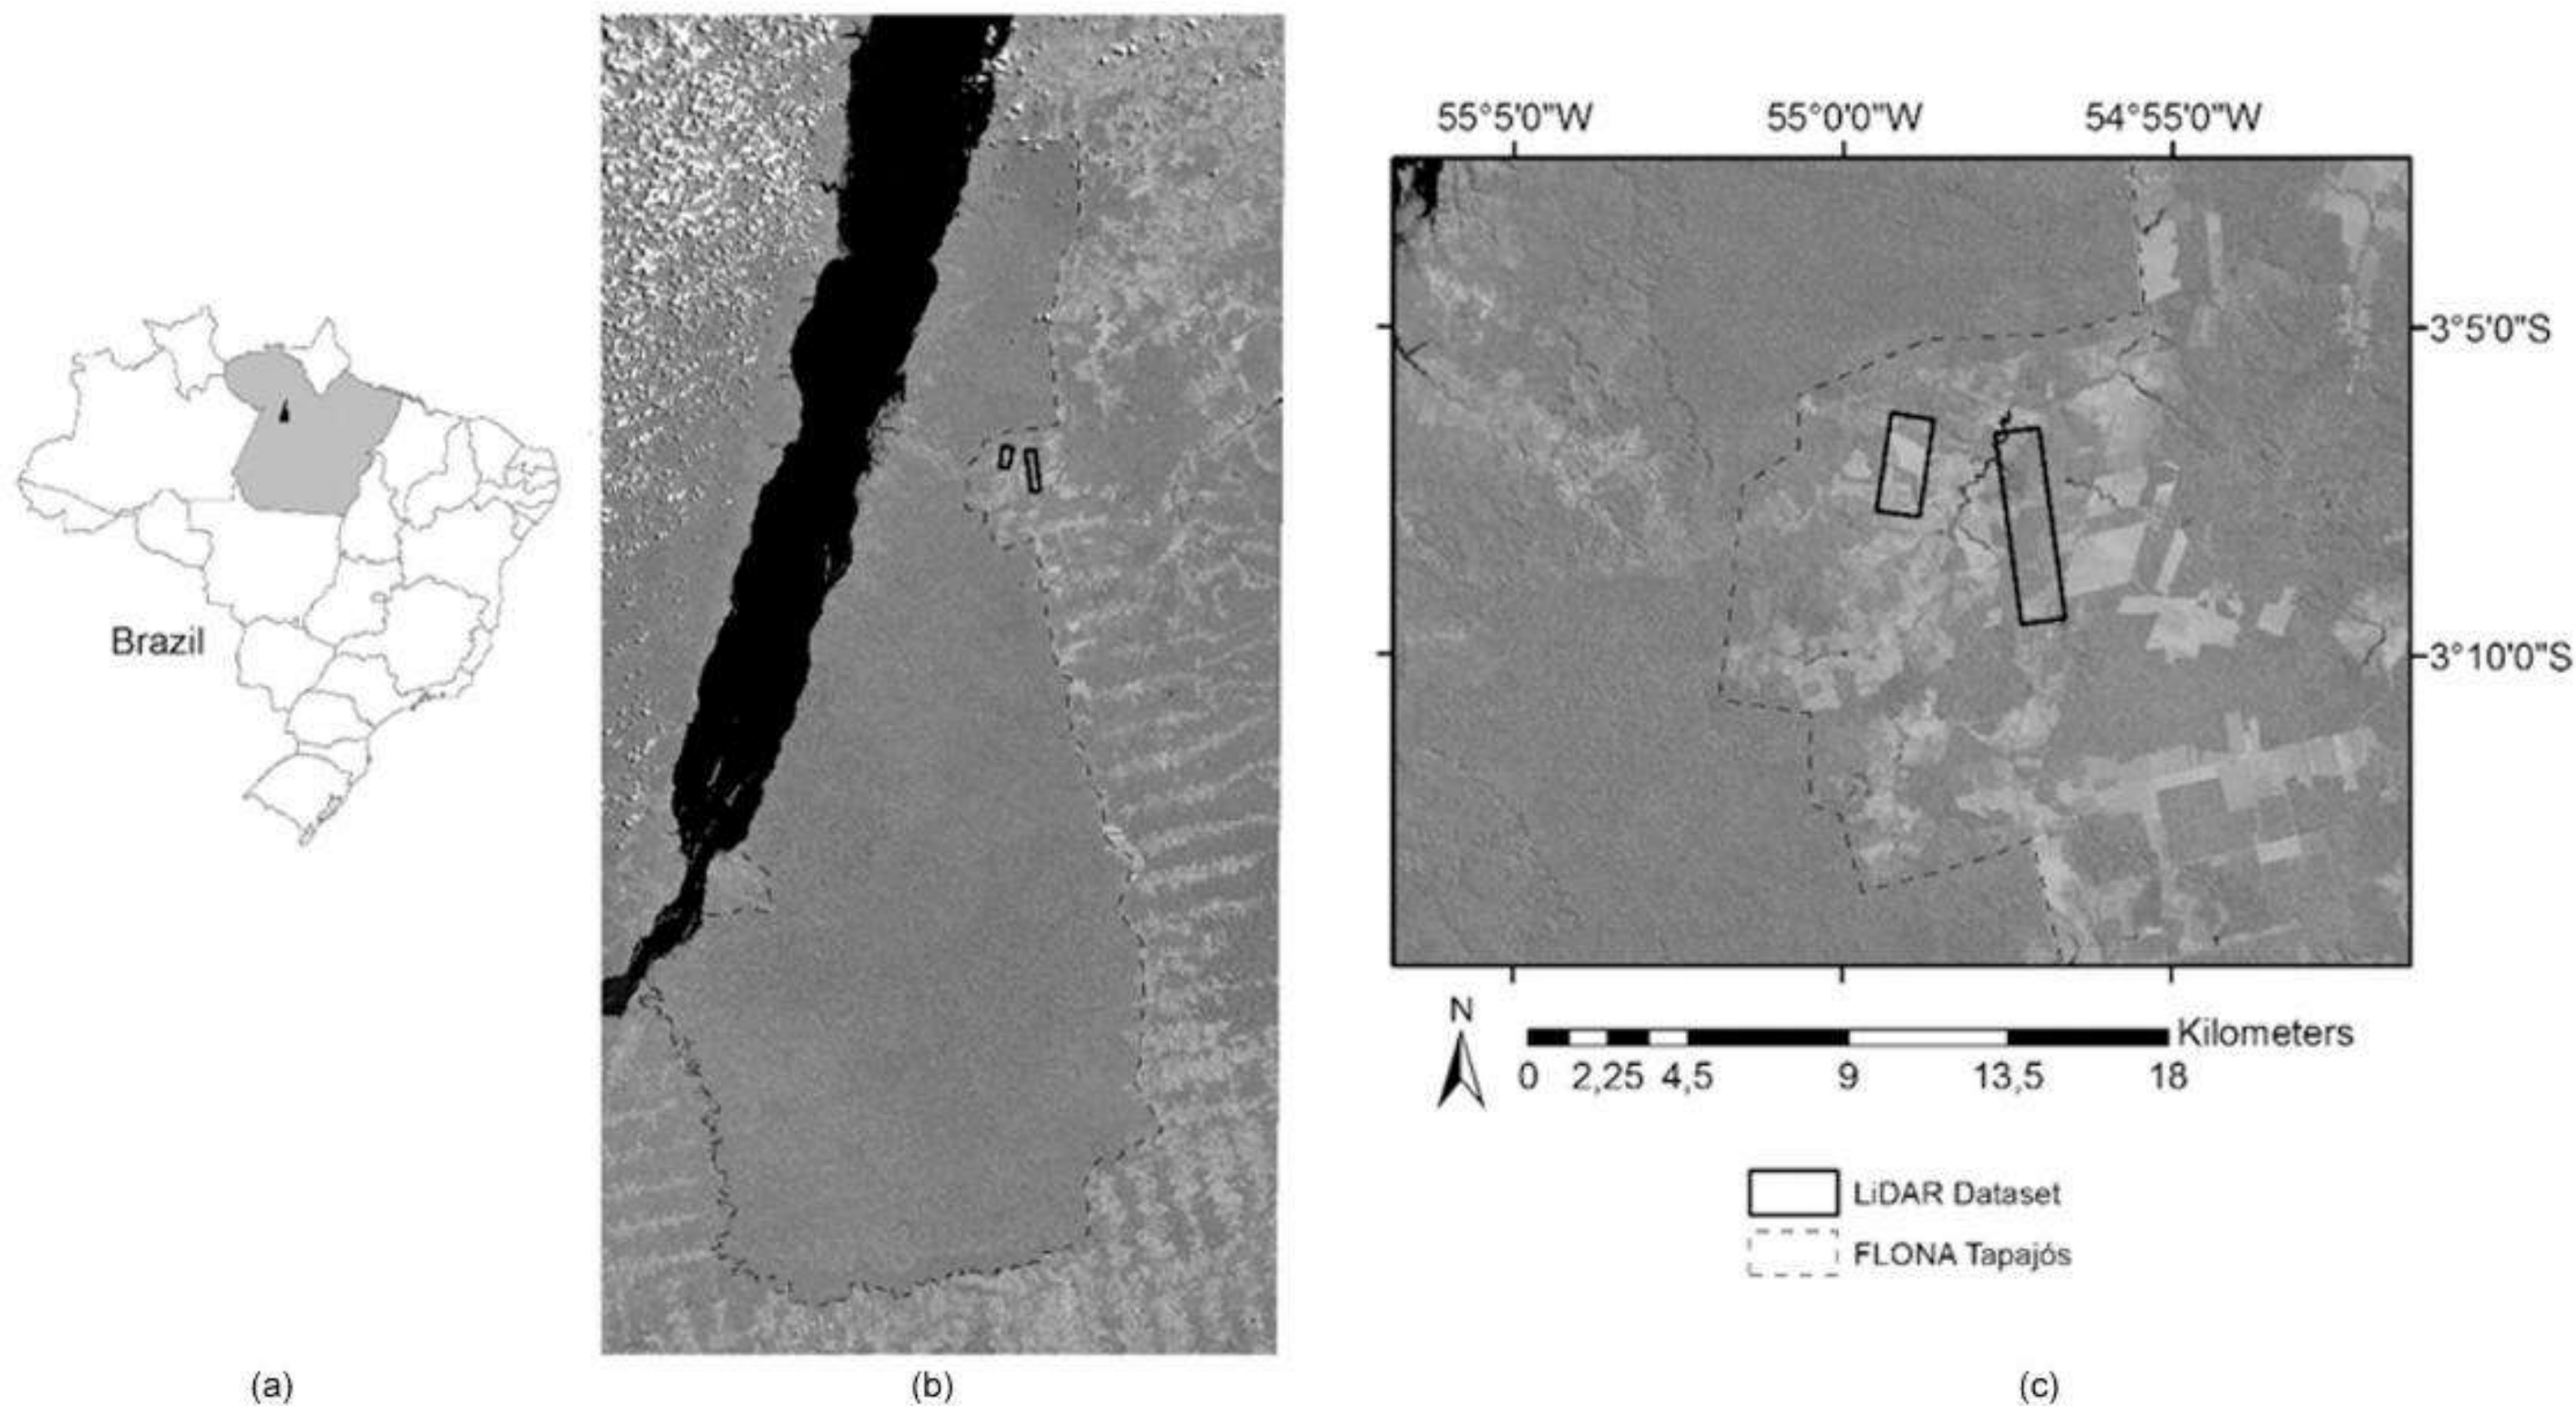 Brazil
55°5'0"W 55°0'0"W 54°55'0"W
3°5'0"S
3°10'0"S
N
Kilometers
0 2,25 4,5 9 13,5 18
LiDAR Dataset
FLONA Tapajós
(a) (b) (c)